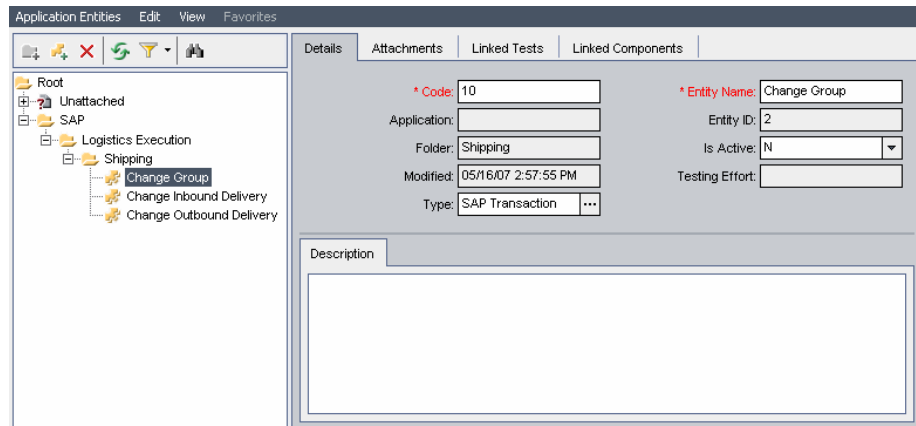 Application Entities Edit View Favorites
Details Attachments Linked Tests Linked Components
Root
Unattached
SAP
Logistics Execution
Shipping
Change Group
Change Inbound Delivery
Change Outbound Delivery
* Code: 10
* Entity Name: Change Group
Application:
Entity ID: 2
Folder: Shipping
Is Active: N
Modified: 05/16/07 2:57:55 PM
Testing Effort:
Type: SAP Transaction ...
Description